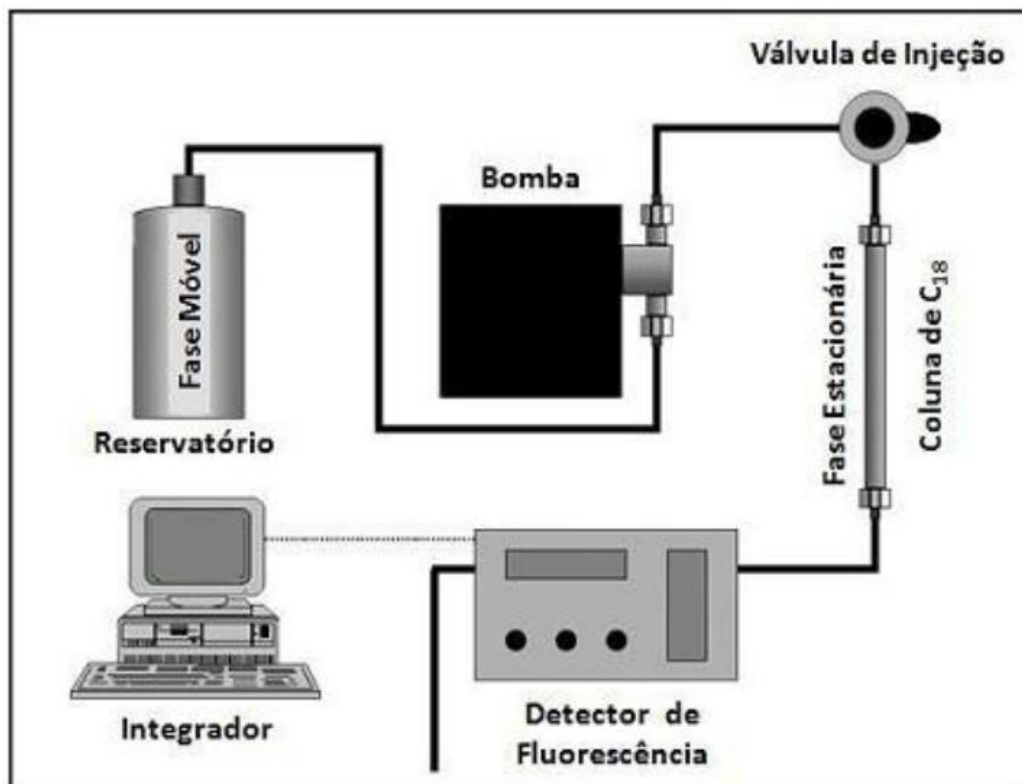 Válvula de Injeção
Bomba
Fase Móvel
Reservatório
Fase Estacionária
Coluna de C₁₈
Integrador
Detector de
Fluorescência